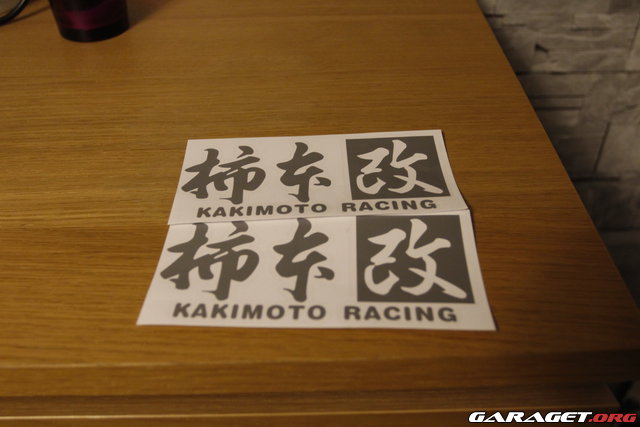 柿本改
KAKIMOTO RACING
柿本改
KAKIMOTO RACING
GARAGET.ORG